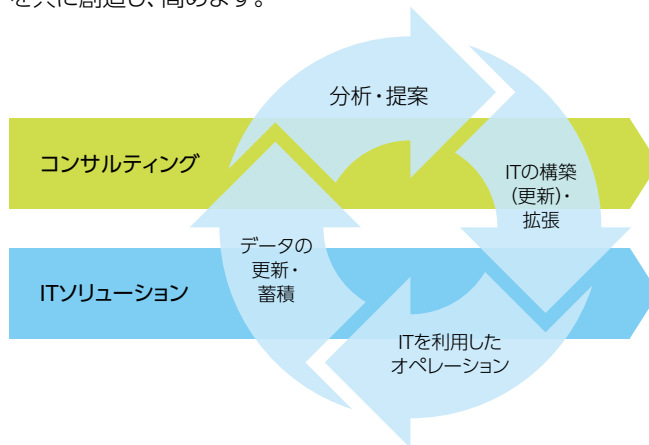 を共に創造し、高めます。
分析・提案
コンサルティング
ITの構築
(更新)・
拡張
データの
更新・
蓄積
ITソリューション
ITを利用した
オペレーション